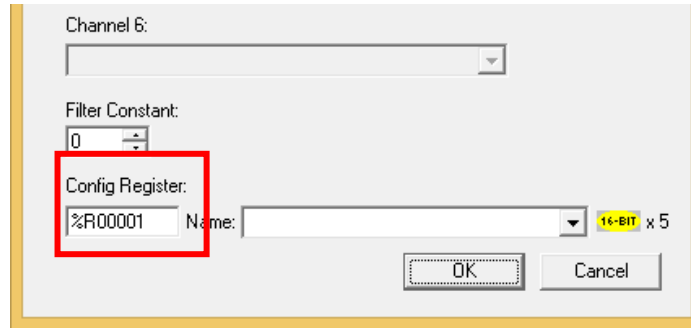 Channel 6:
Filter Constant:
0
Config Register:
%R00001 Name: 16-BIT x 5
OK Cancel